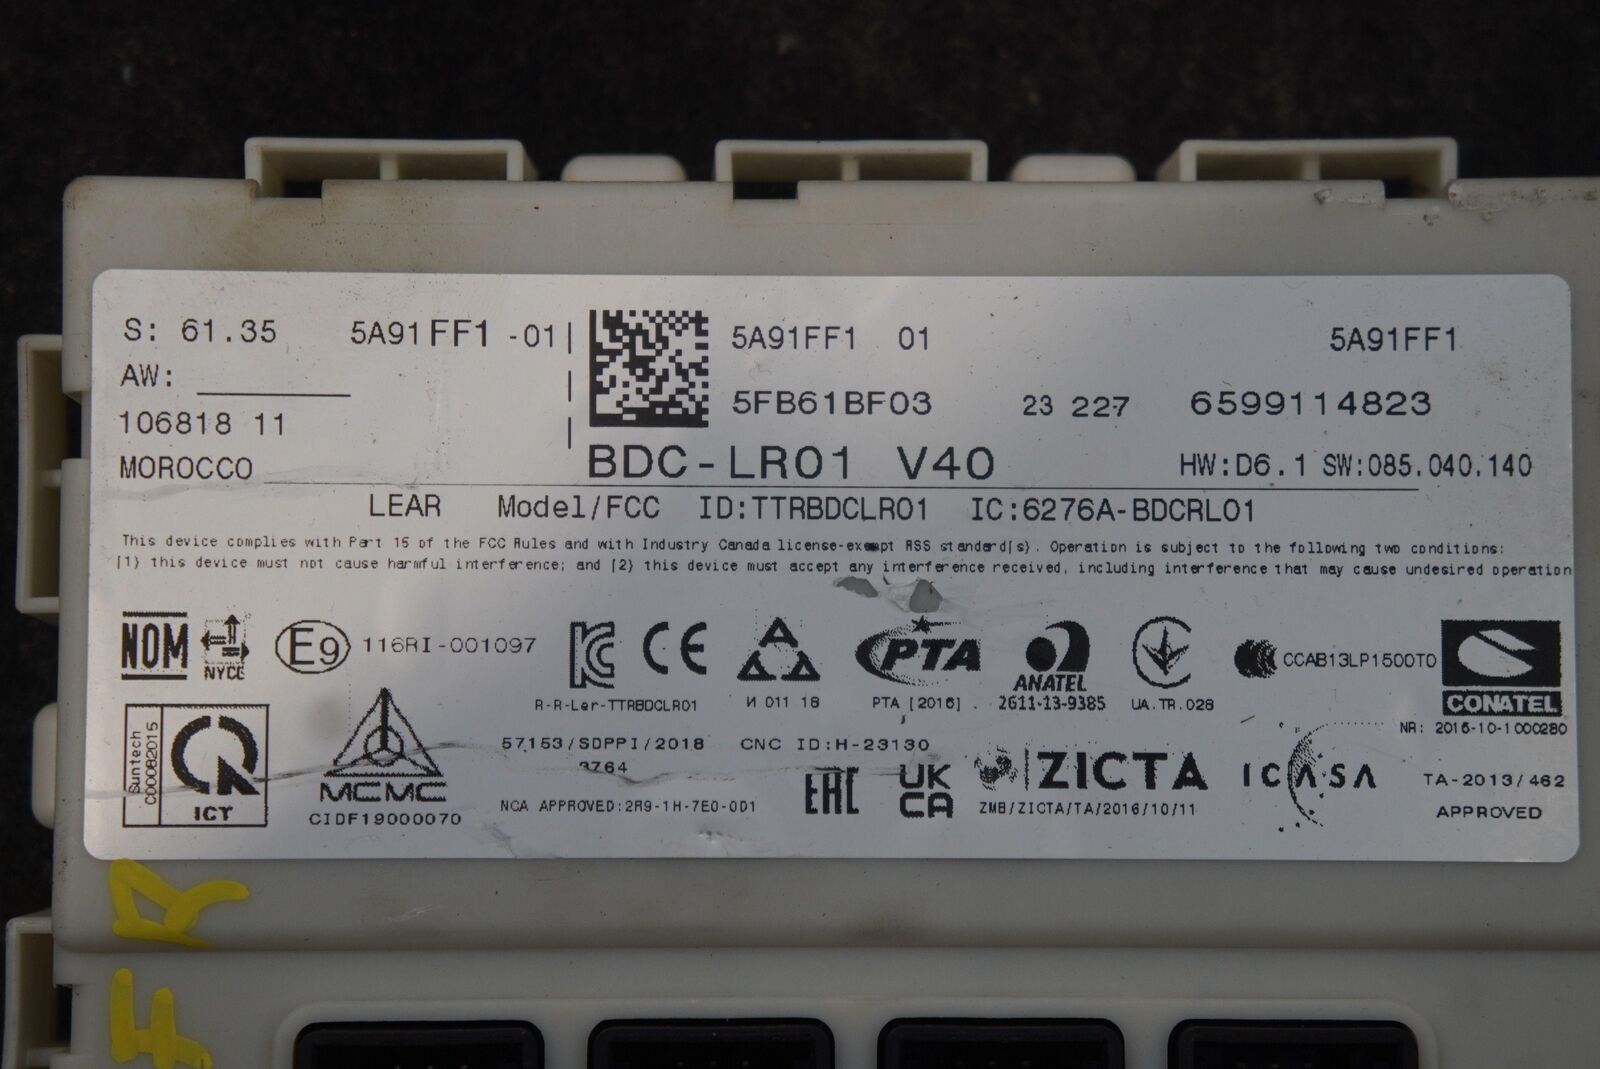 S: 61.35 5A91FF1 -01
AW:
106818 11
MOROCCO
5A91FF1 01 5A91FF1
5FB61BF03 23 227 6599114823
BDC-LR01 V40 HW:D6.1 SW:085.040.140
LEAR Model/FCC ID:TTRBDCLR01 IC:6276A-BDCRL01
This device complies with Part 15 of the FCC Rules and with Industry Canada license-exempt RSS standard(s). Operation is subject to the following two conditions:
(1) this device must not cause harmful interference; and (2) this device must accept any interference received, including interference that may cause undesired operation
NOM NYCE E9 116RI-001097 KC CE A PTA ANATEL CCAB13LP1500T0 CONATEL
R-R-Ler-TTRBDCLR01 И 011 18 PTA [2016] 2611-13-9385 UA.TR.028
NR: 2016-10-1000280
Suntech
C00082015
ICT
MCMC
CIDF19000070
57153/SDPPI/2018
3764
CNC ID:H-23130
NCA APPROVED:2R9-1H-7E0-0D1
EAC UK
CA
ZICTA
ZMB/ZICTA/TA/2016/10/11
ICASA
TA-2013/462
APPROVED
FR